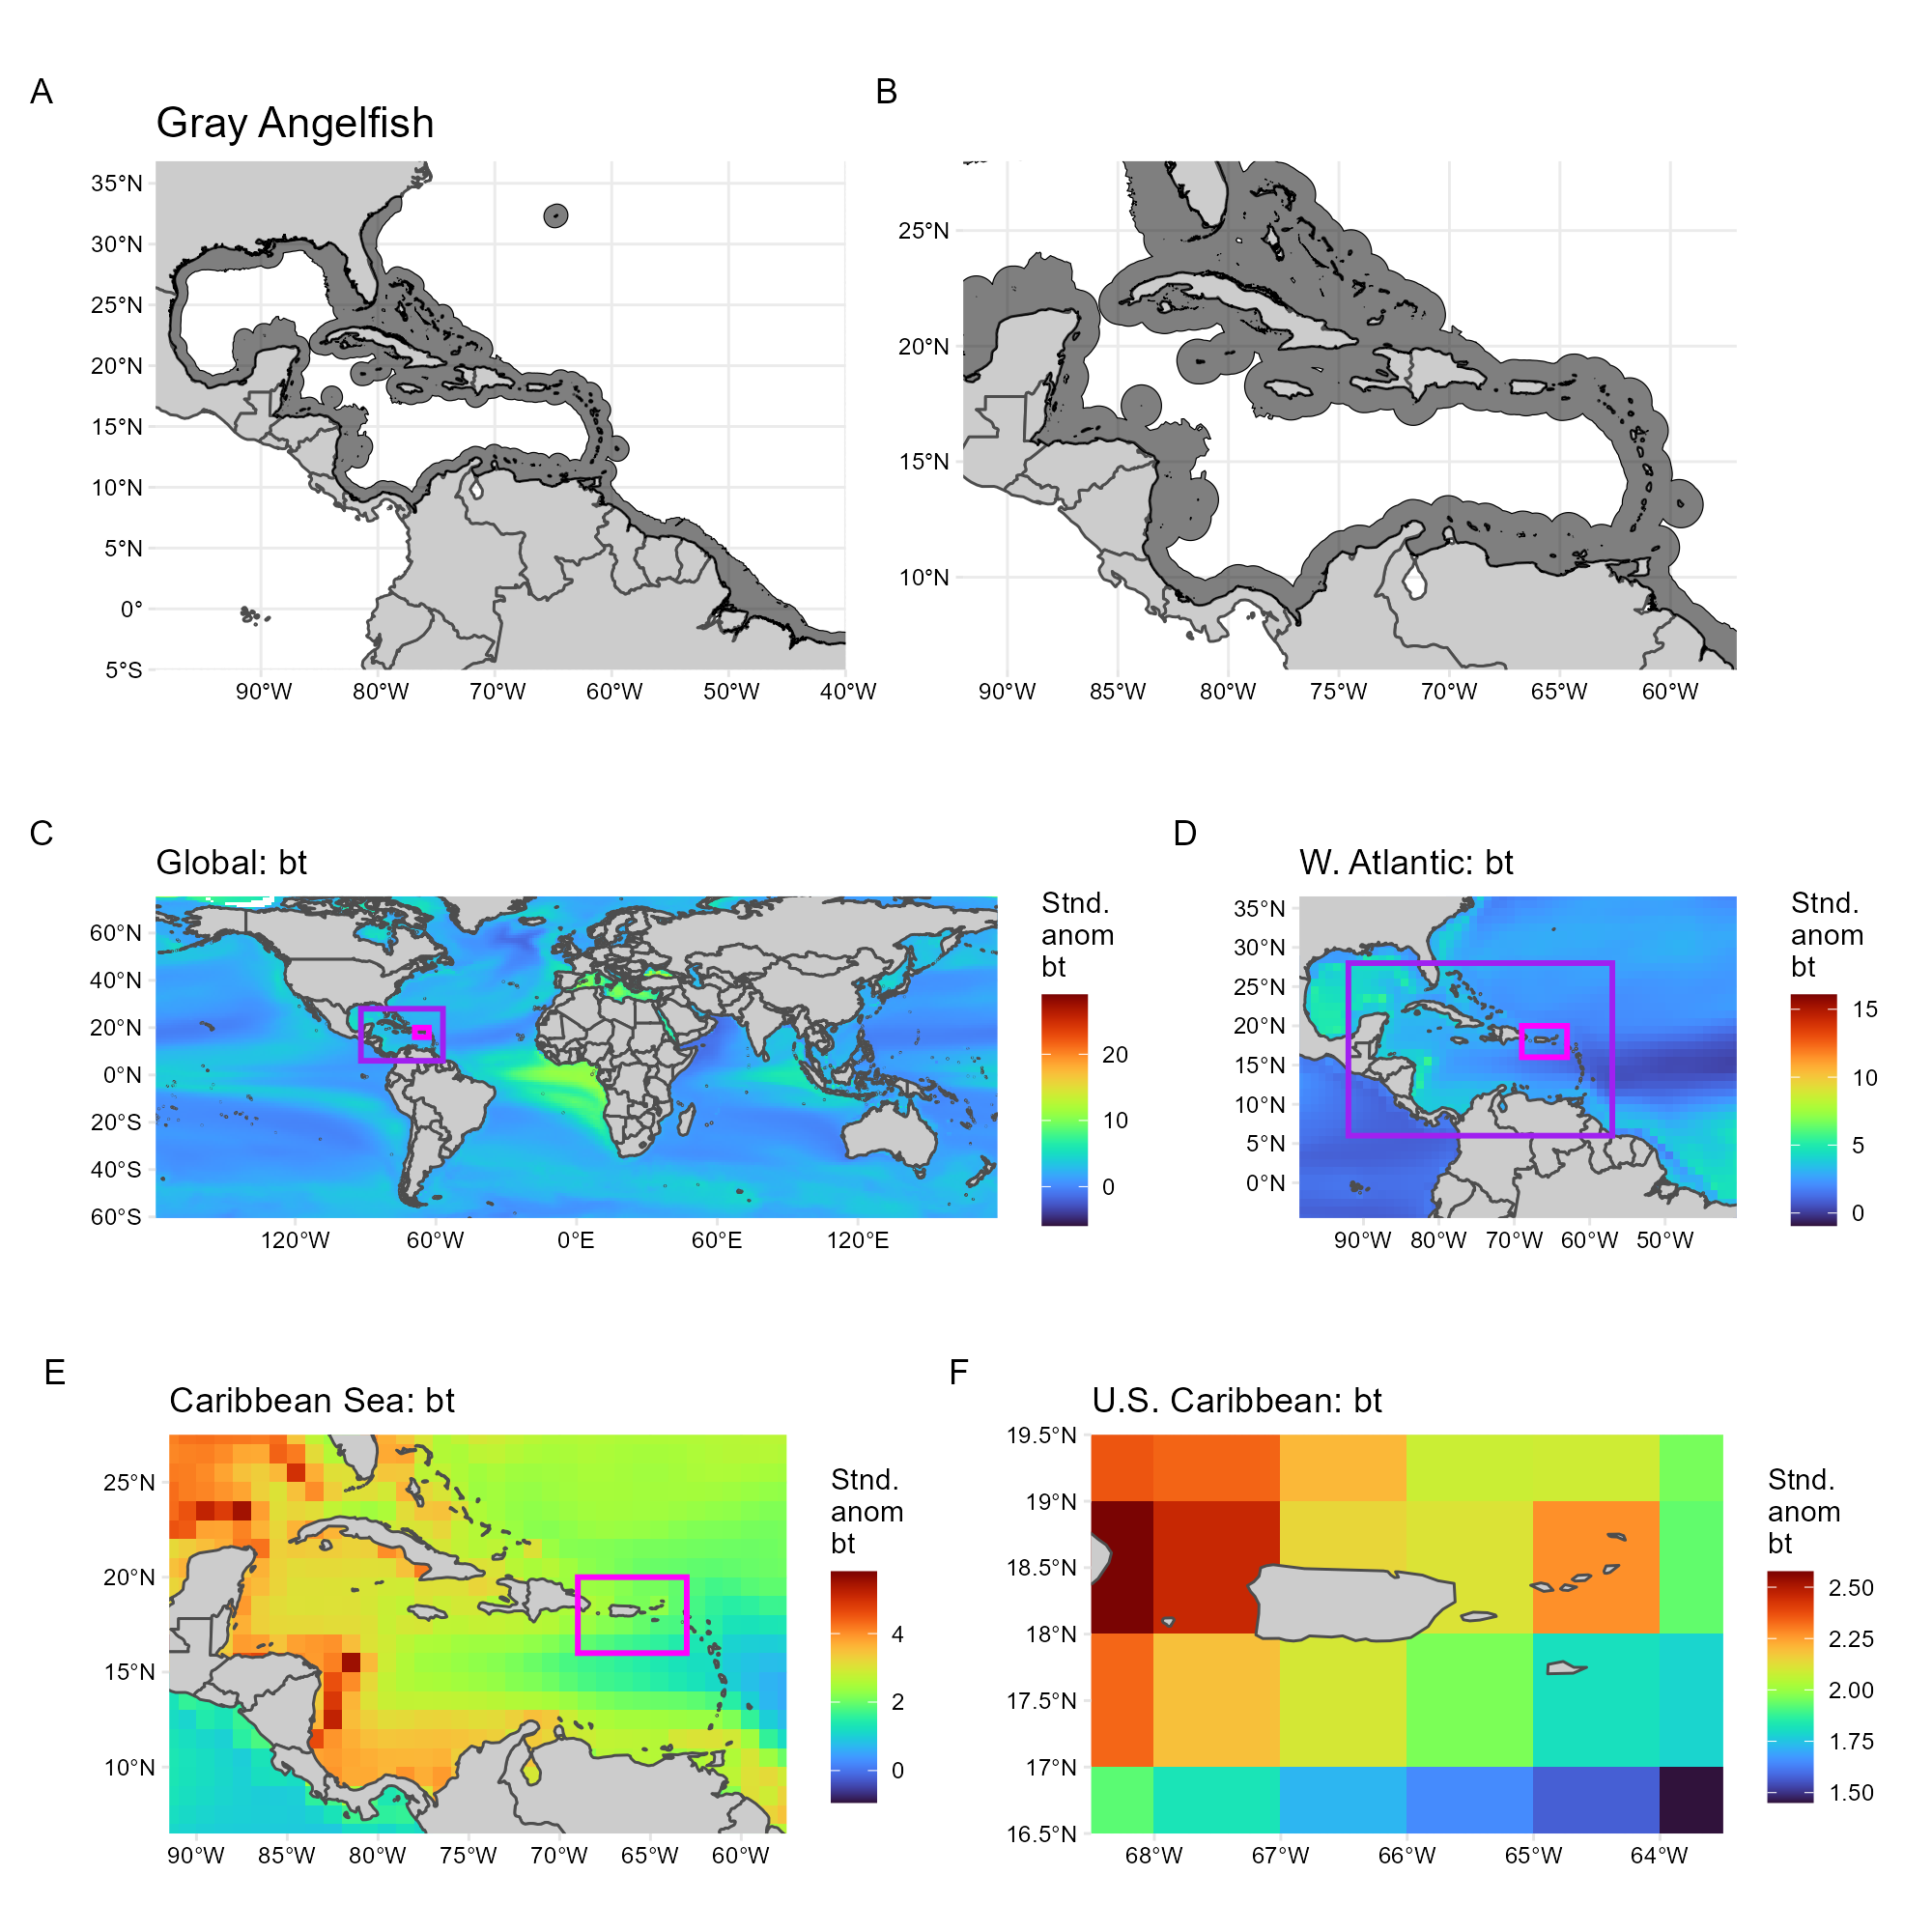 A
B
Gray Angelfish
35°N
30°N
25°N
20°N
15°N
10°N
5°N
0°
5°S
90°W 80°W 70°W 60°W 50°W 40°W
25°N
20°N
15°N
10°N
90°W 85°W 80°W 75°W 70°W 65°W 60°W
C
Global: bt
60°N
40°N
20°N
0°N
20°S
40°S
60°S
120°W 60°W 0°E 60°E 120°E
Stnd.
anom
bt
20
10
0
D
W. Atlantic: bt
35°N
30°N
25°N
20°N
15°N
10°N
5°N
0°N
90°W 80°W 70°W 60°W 50°W
Stnd.
anom
bt
15
10
5
0
E
Caribbean Sea: bt
25°N
20°N
15°N
10°N
90°W 85°W 80°W 75°W 70°W 65°W 60°W
Stnd.
anom
bt
4
2
0
F
U.S. Caribbean: bt
19.5°N
19°N
18.5°N
18°N
17.5°N
17°N
16.5°N
68°W 67°W 66°W 65°W 64°W
Stnd.
anom
bt
2.50
2.25
2.00
1.75
1.50